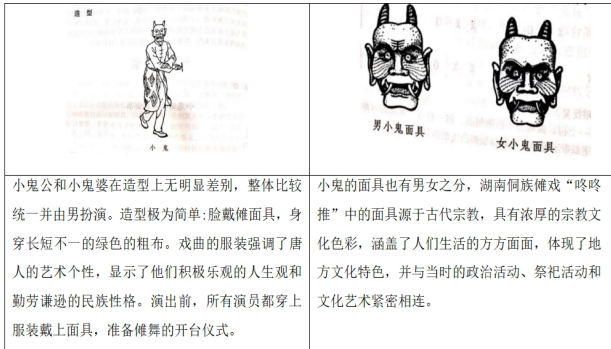 造 型
小 鬼
男小鬼面具
女小鬼面具
小鬼公和小鬼婆在造型上无明显差别，整体比较
统一并由男扮演。造型极为简单:脸戴傩面具，身
穿长短不一的绿色的粗布。戏曲的服装强调了唐
人的艺术个性，显示了他们积极乐观的人生观和
勤劳谦逊的民族性格。演出前，所有演员都穿上
服装戴上面具，准备傩舞的开台仪式。
小鬼的面具也有男女之分，湖南侗族傩戏“咚咚
推”中的面具源于古代宗教，具有浓厚的宗教文
化色彩，涵盖了人们生活的方方面面，体现了地
方文化特色，并与当时的政治活动、祭祀活动和
文化艺术紧密相连。